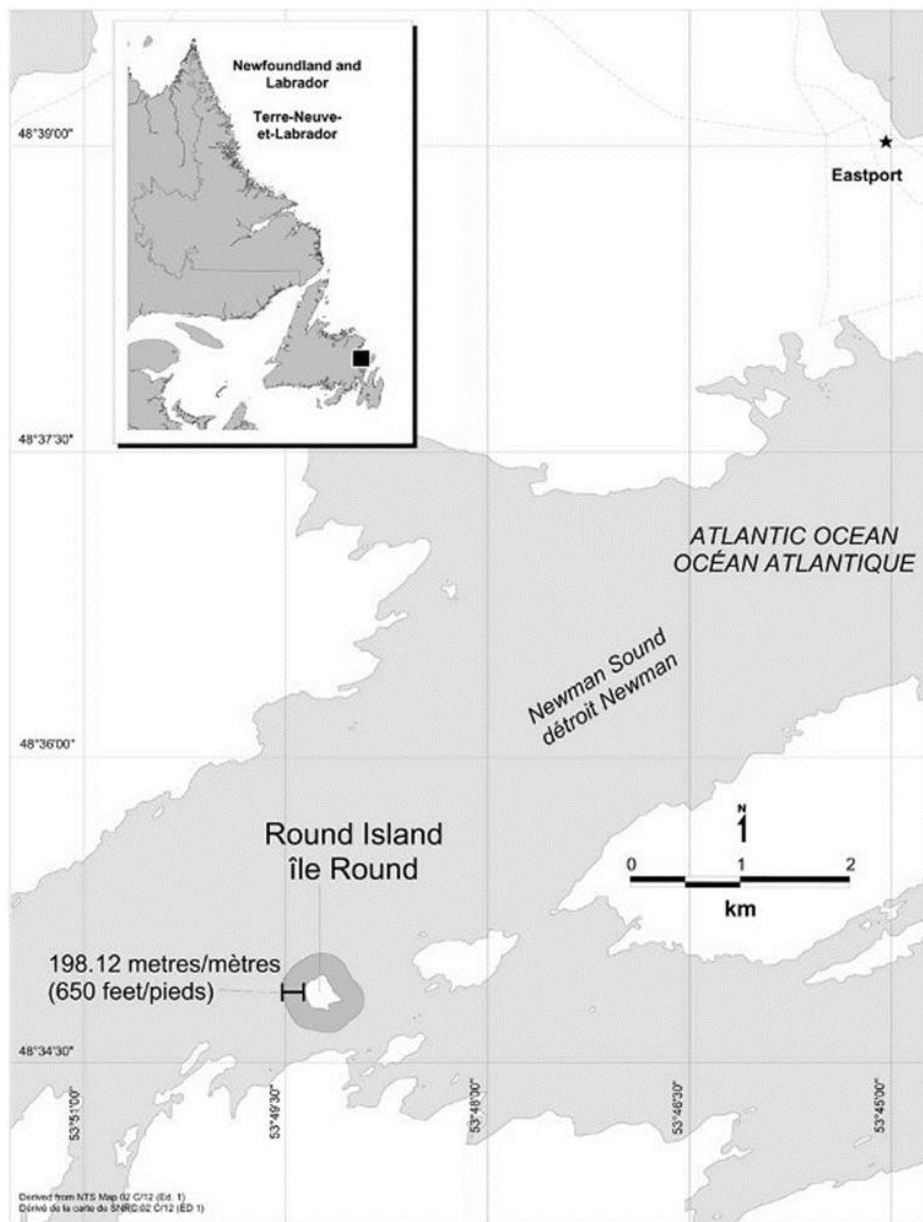 Newfoundland and
Labrador
Terre-Neuve-
et-Labrador
48°39'00"
Eastport
48°37'30"
ATLANTIC OCEAN
OCÉAN ATLANTIQUE
Newman Sound
détroit Newman
48°36'00"
Round Island
île Round
N
0 1 2
km
198.12 metres/mètres
(650 feet/pieds)
48°34'30"
53°51'00"
53°49'30"
53°48'00"
53°46'30"
53°45'00"
Derived from NTS Map 02 C/12 (Ed. 1)
Dérivé de la carte de SNRC 02 C/12 (ÉD 1)